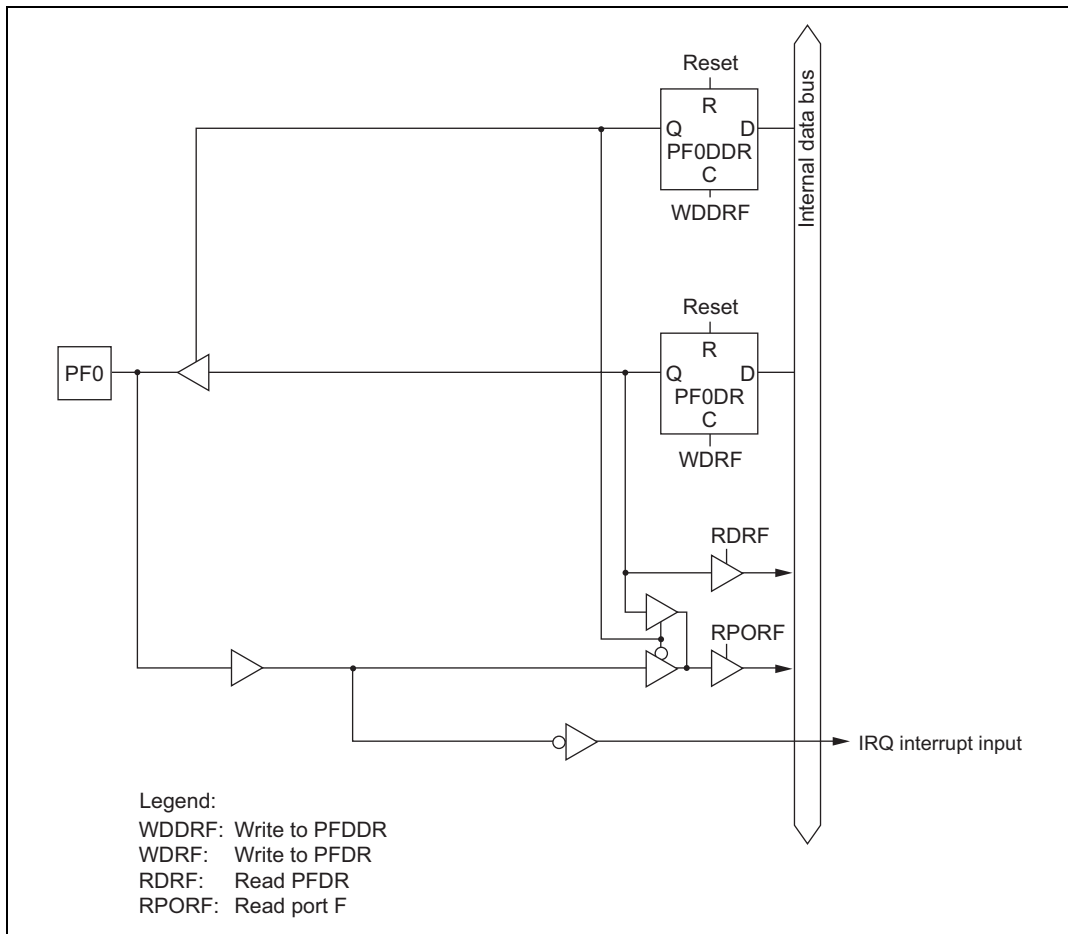 Reset
R
Q D
PF0DDR
C
WDDRF
Internal data bus
Reset
R
PF0
Q D
PF0DR
C
WDRF
RDRF
RPORF
IRQ interrupt input
Legend:
WDDRF: Write to PFDDR
WDRF: Write to PFDR
RDRF: Read PFDR
RPORF: Read port F